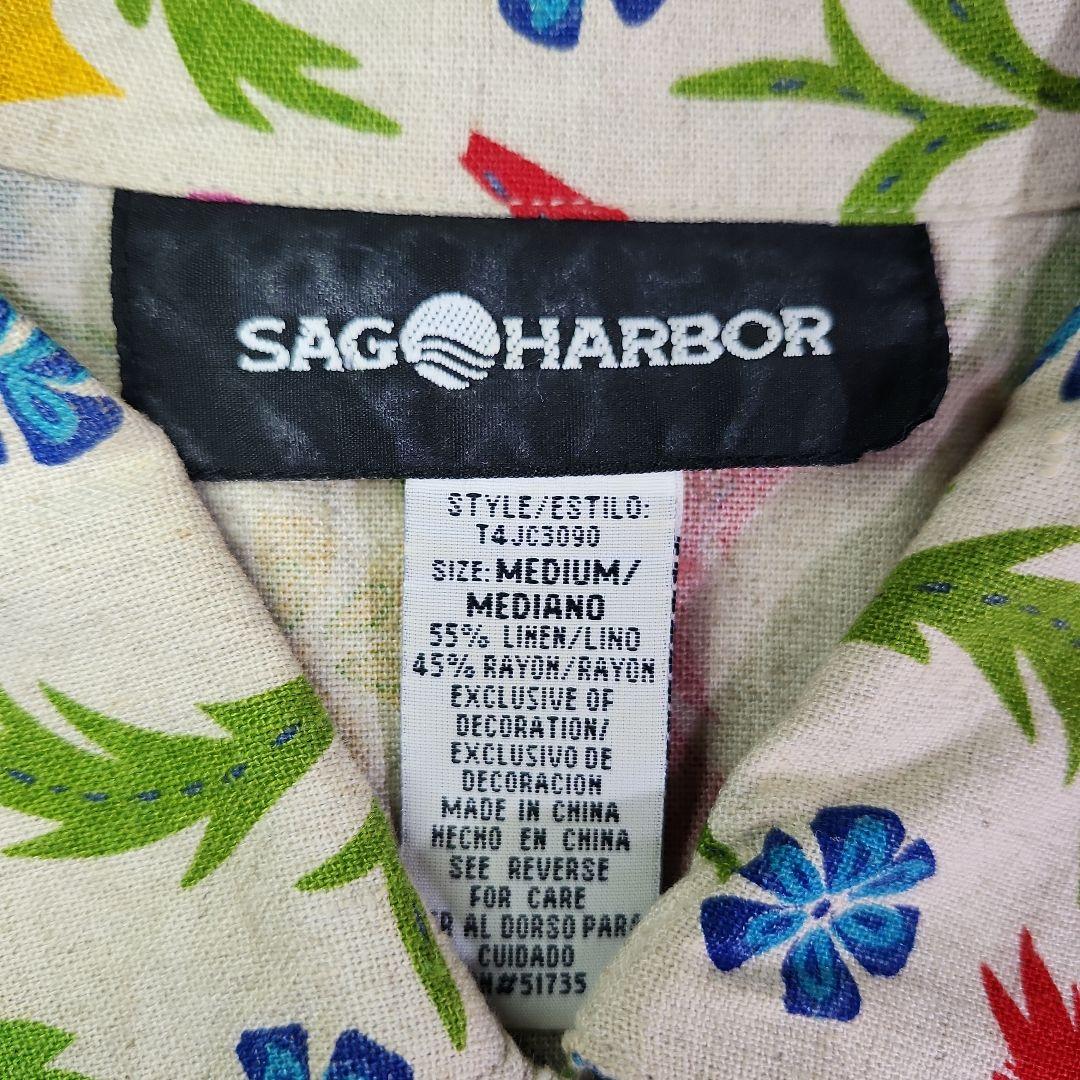 SAG HARBOR
STYLE/ESTILO:
T4JC3090
SIZE: MEDIUM/
MEDIANO
55% LINEN/LINO
45% RAYON/RAYON
EXCLUSIVE OF
DECORATION/
EXCLUSIVO DE
DECORACION
MADE IN CHINA
HECHO EN CHINA
SEE REVERSE
FOR CARE
AL DORSO PARA
CUIDADO
#51735